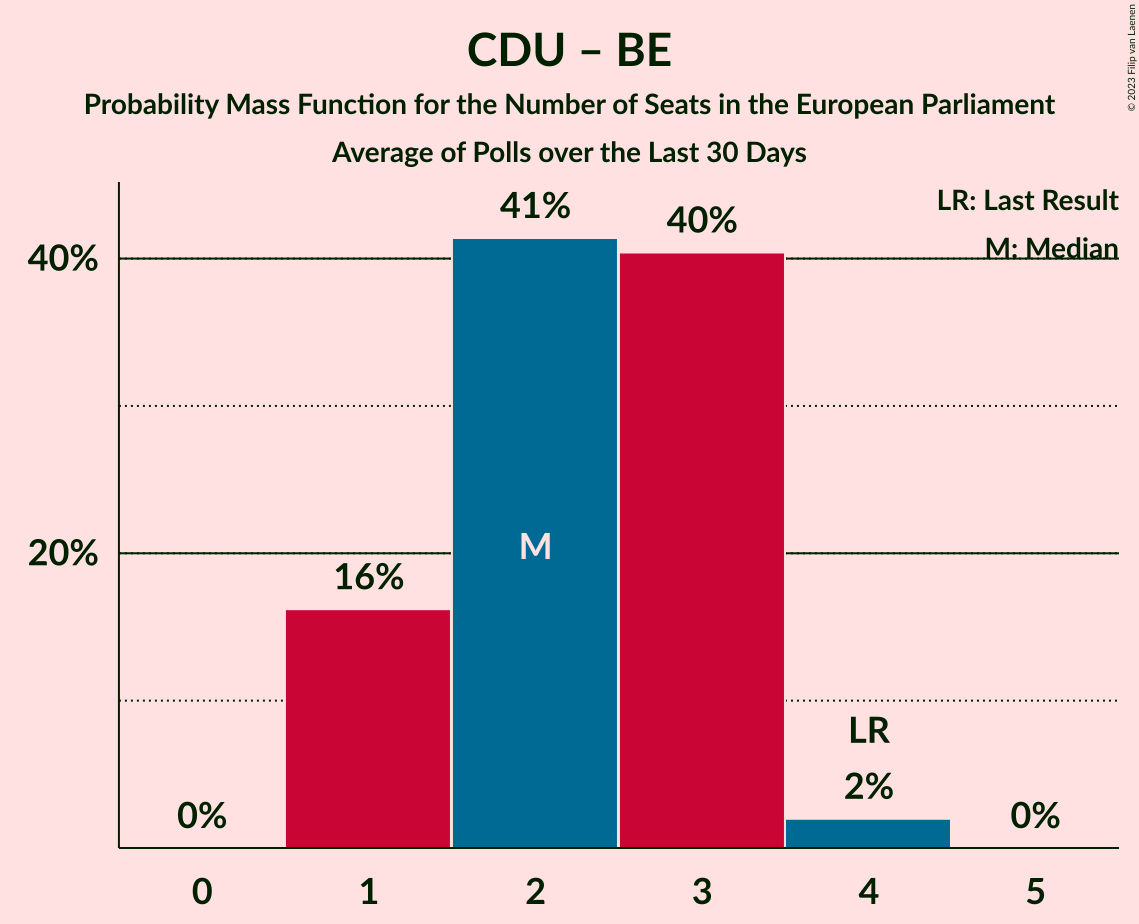 CDU – BE
Probability Mass Function for the Number of Seats in the European Parliament
Average of Polls over the Last 30 Days
© 2023 Filip van Laenen
LR: Last Result
M: Median
41%
40%
40%
M
20%
16%
LR
2%
0%
0%
0 1 2 3 4 5